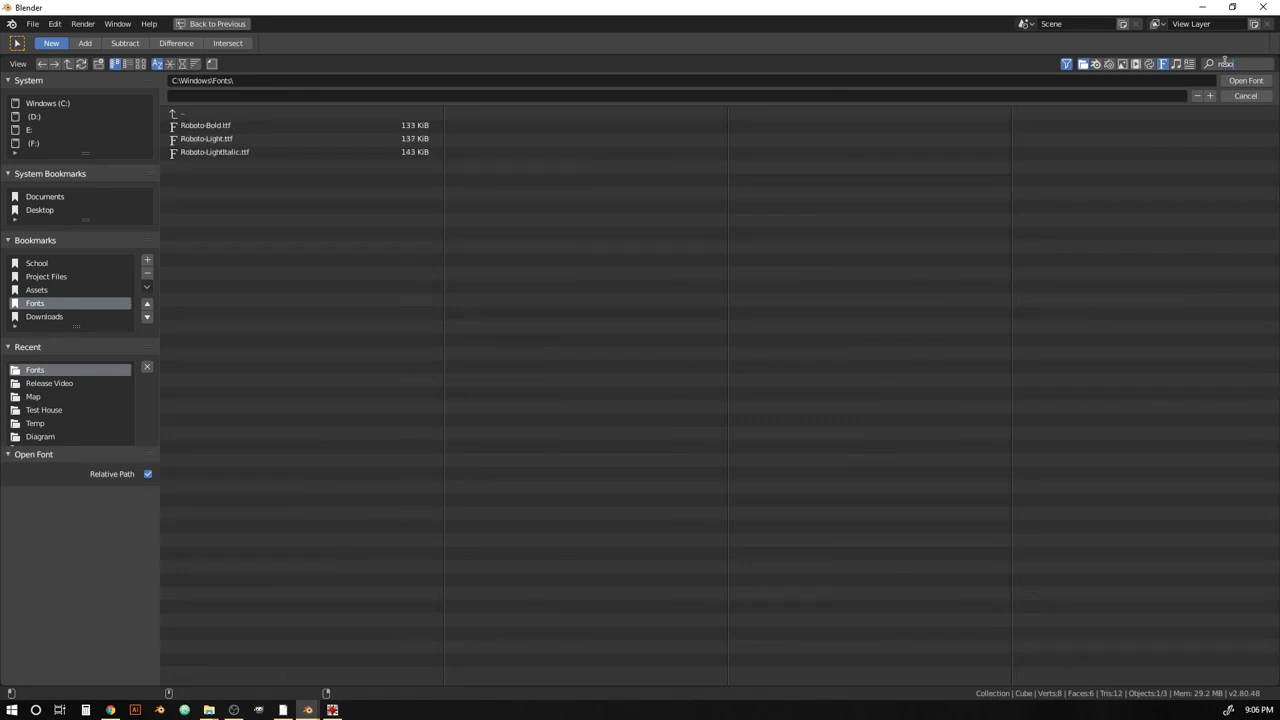 Blender
File Edit Render Window Help Back to Previous Scene View Layer
New Add Subtract Difference Intersect
View
System
C:\Windows\Fonts\ Open Font
Cancel
Windows (C:)
(D:)
E:
(F:)
..
Roboto-Bold.ttf 133 KiB
Roboto-Light.ttf 137 KiB
Roboto-LightItalic.ttf 143 KiB
System Bookmarks
Documents
Desktop
Bookmarks
School
Project Files
Assets
Fonts
Downloads
Recent
Fonts
Release Video
Map
Test House
Temp
Diagram
Open Font
Relative Path
Collection | Cube | Verts:8 | Faces:6 | Tris:12 | Objects:1/3 | Mem: 29.2 MB | v2.80.48
9:06 PM